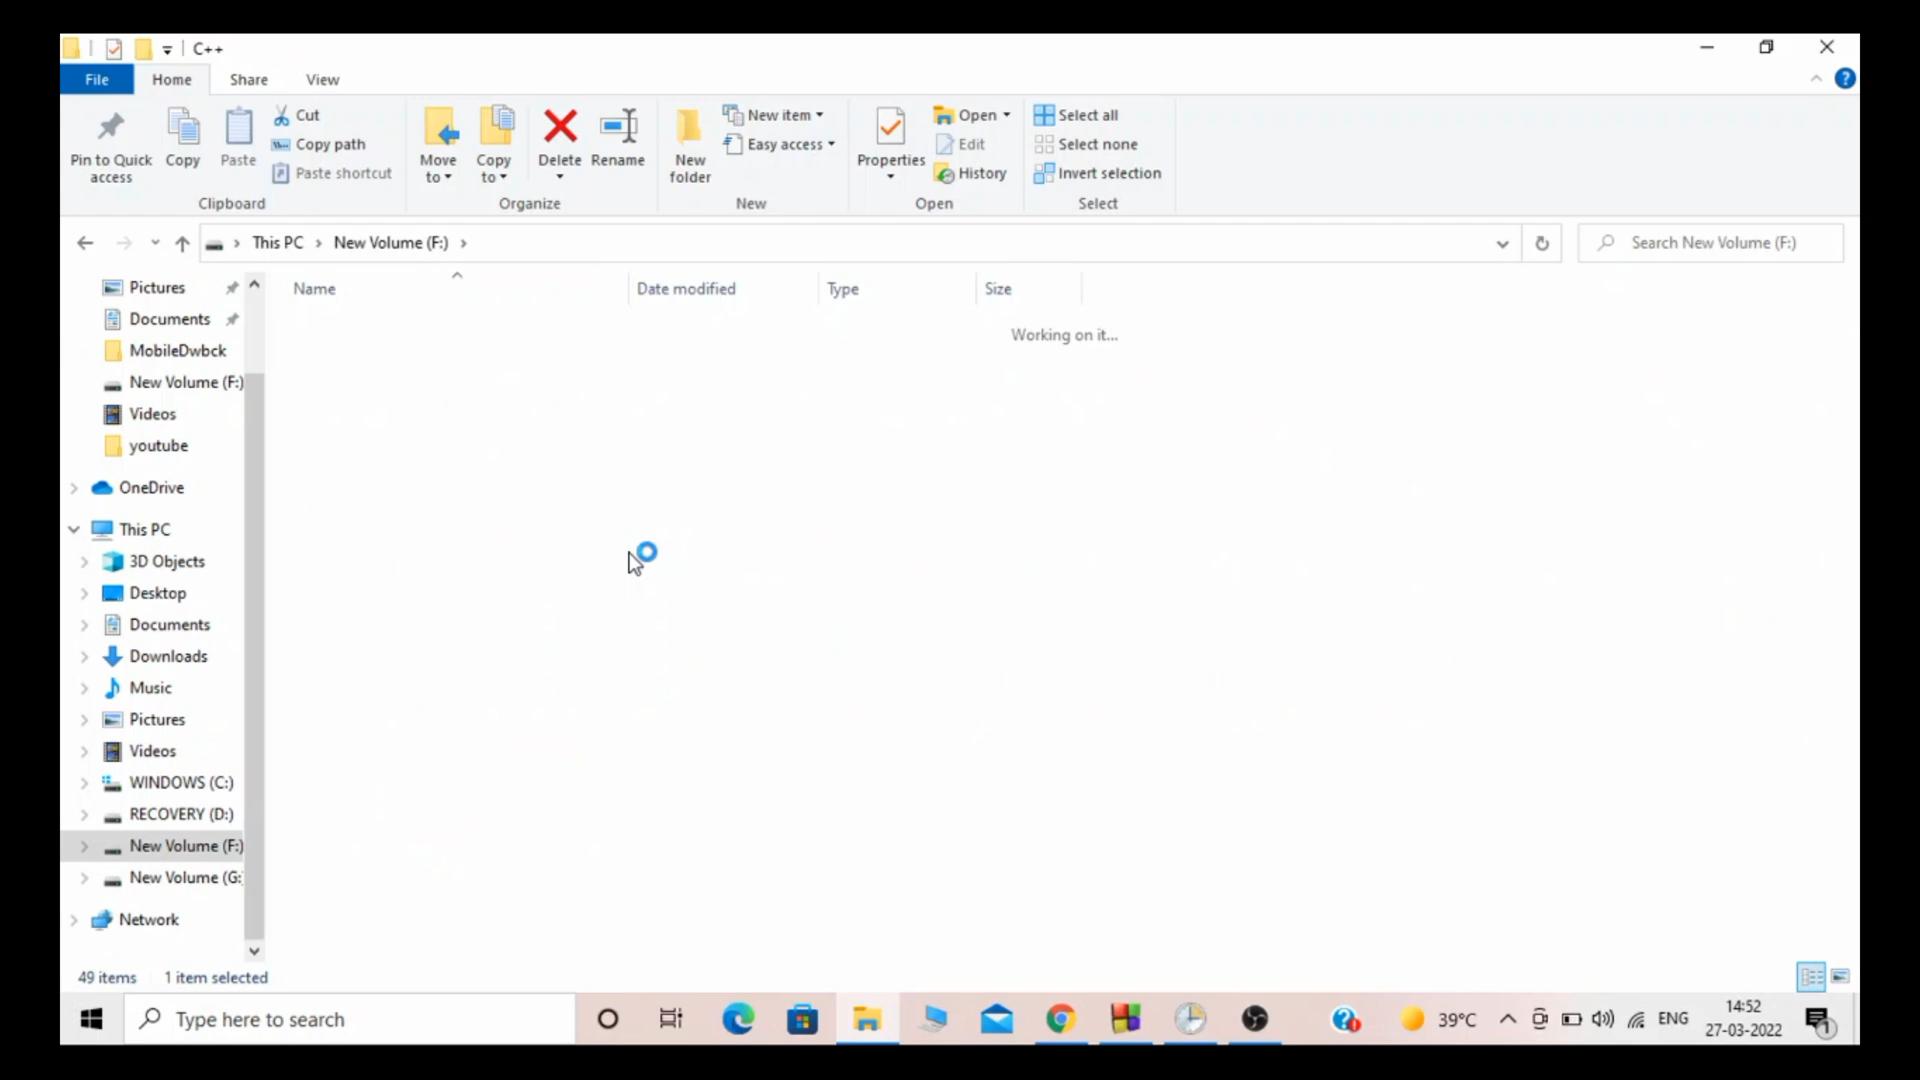 C++
File Home Share View
Pin to Quick access
Copy
Paste
Cut
Copy path
Paste shortcut
Clipboard
Move to
Copy to
Delete
Rename
Organize
New folder
New item
Easy access
New
Properties
Open
Edit
History
Open
Select all
Select none
Invert selection
Select
This PC > New Volume (F:) >
Search New Volume (F:)
Name Date modified Type Size
Working on it...
Pictures
Documents
MobileDwbck
New Volume (F:)
Videos
youtube
OneDrive
This PC
3D Objects
Desktop
Documents
Downloads
Music
Pictures
Videos
WINDOWS (C:)
RECOVERY (D:)
New Volume (F:)
New Volume (G:
Network
49 items 1 item selected
Type here to search
39°C
ENG
14:52
27-03-2022
1